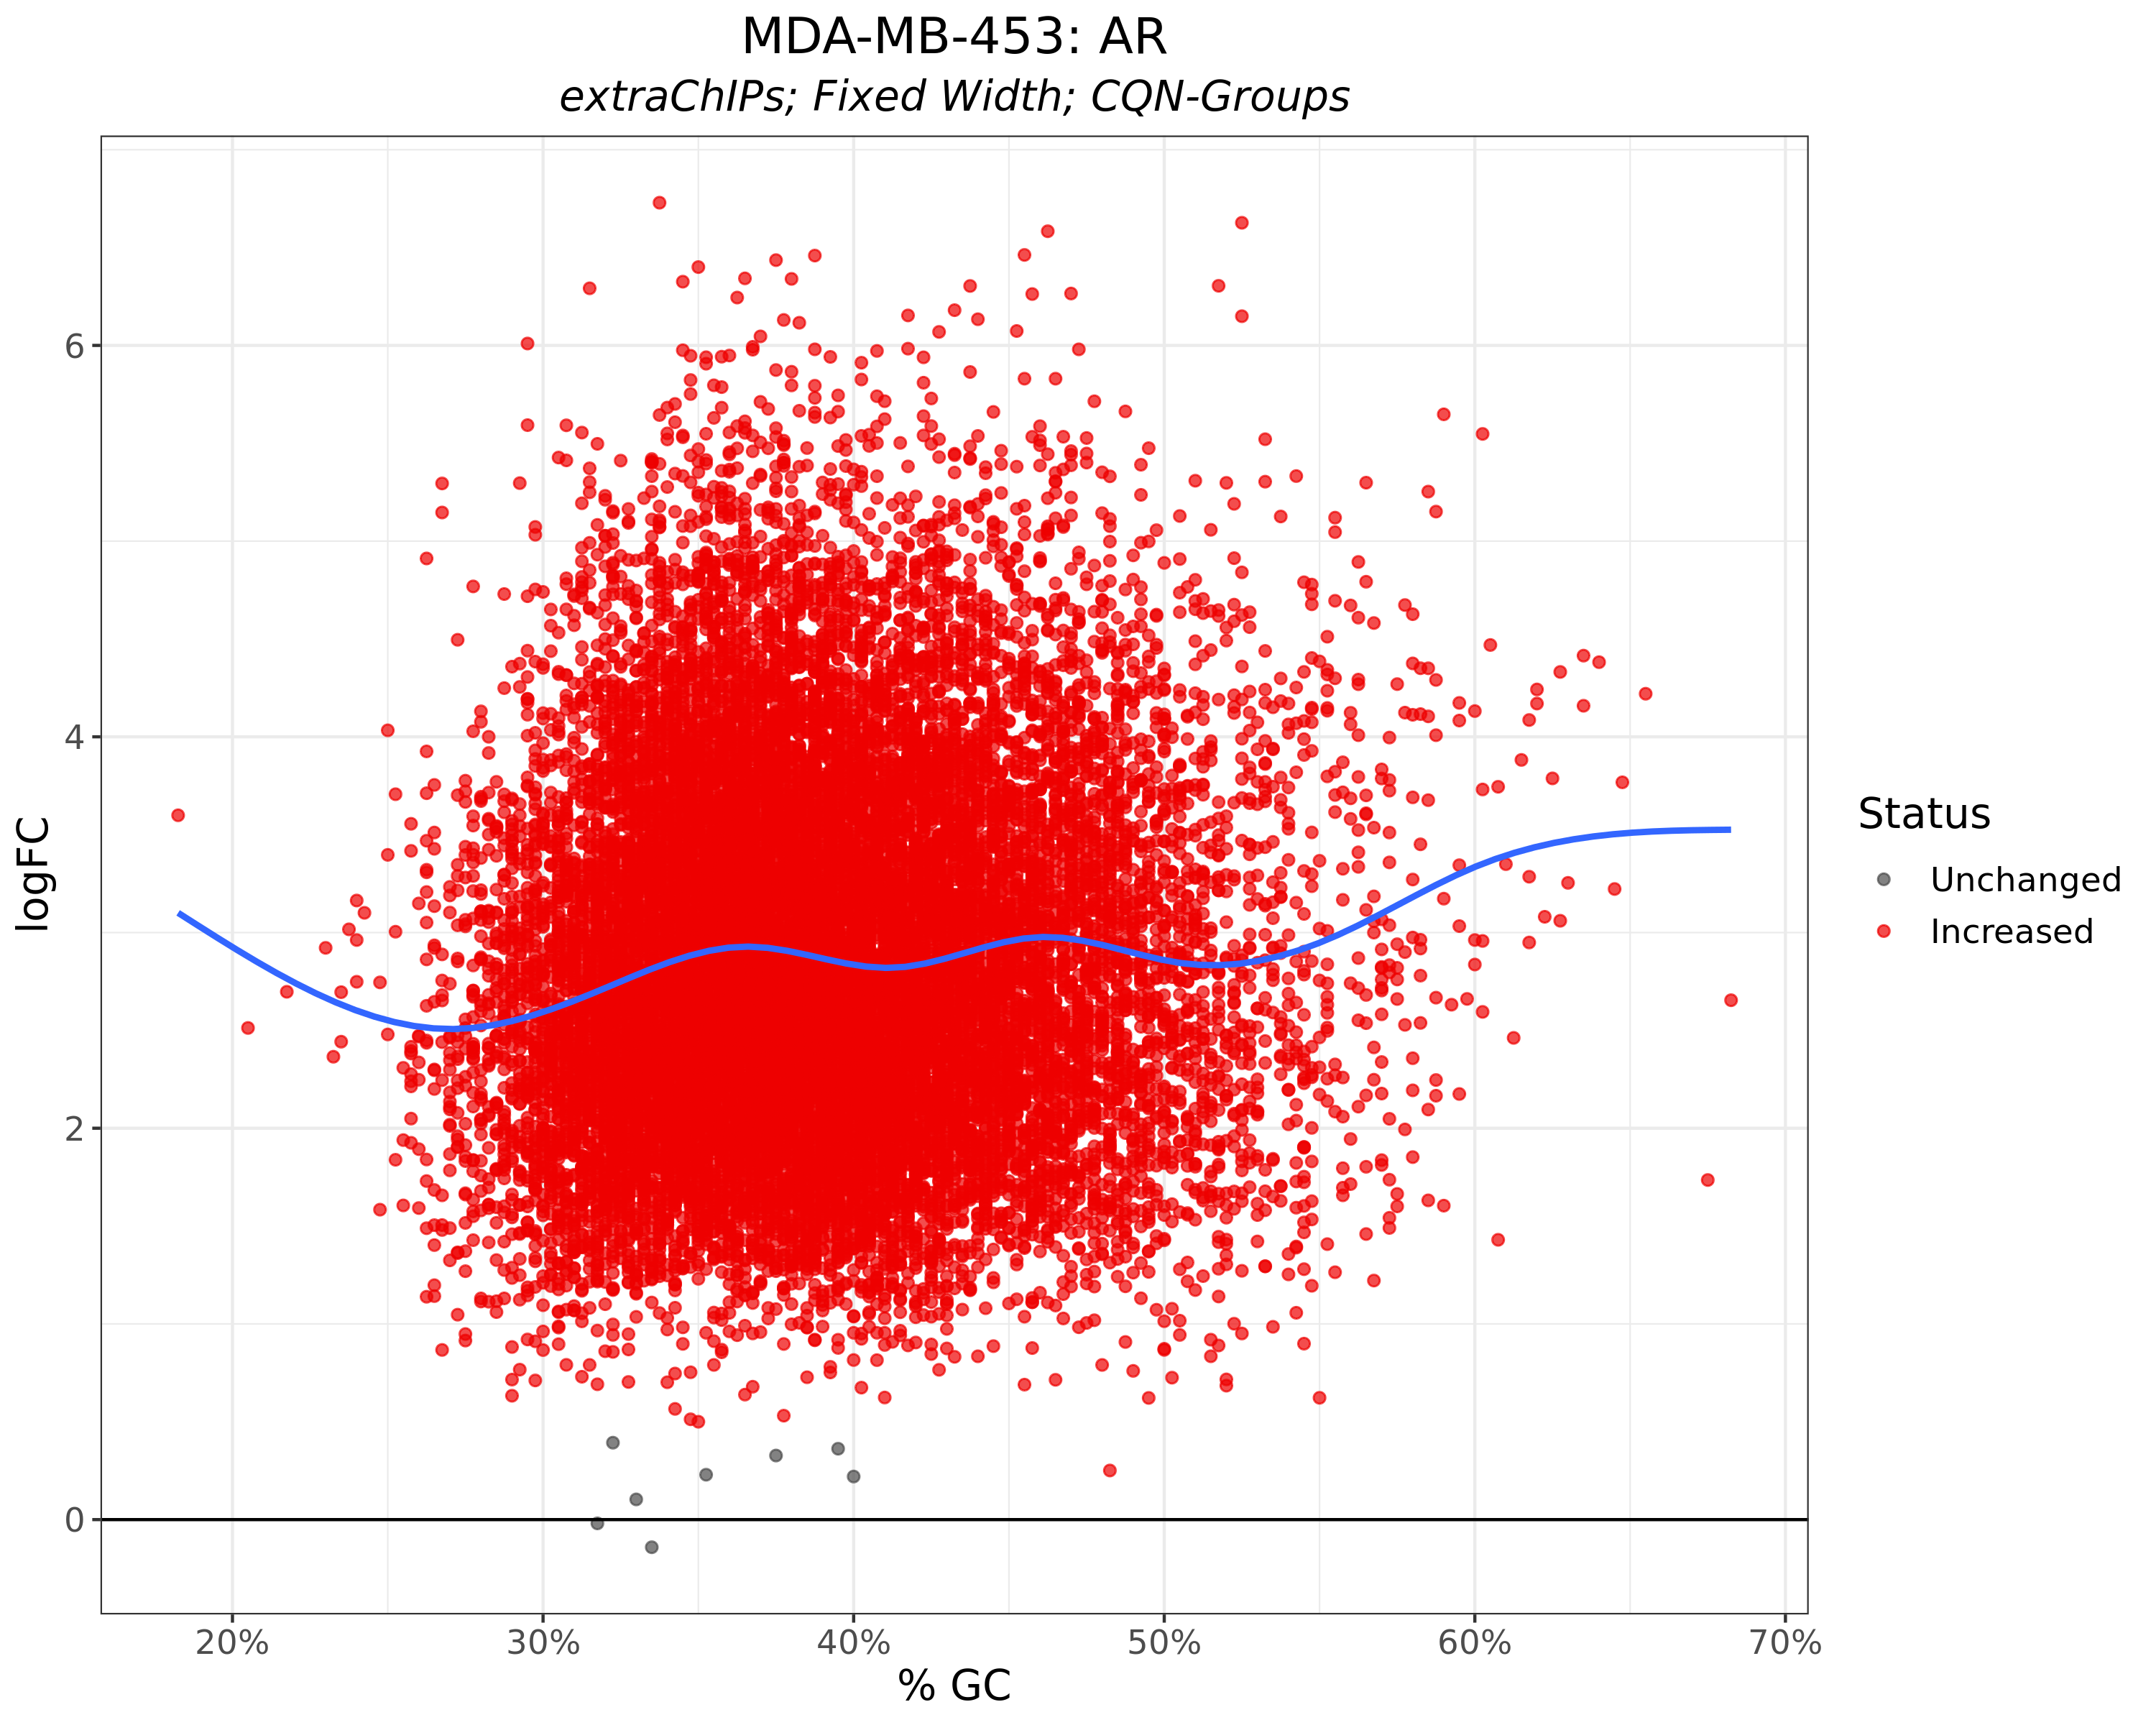 MDA-MB-453: AR
extraChIPs; Fixed Width; CQN-Groups
logFC
6
4
2
0
20% 30% 40% 50% 60% 70%
% GC
Status
Unchanged
Increased